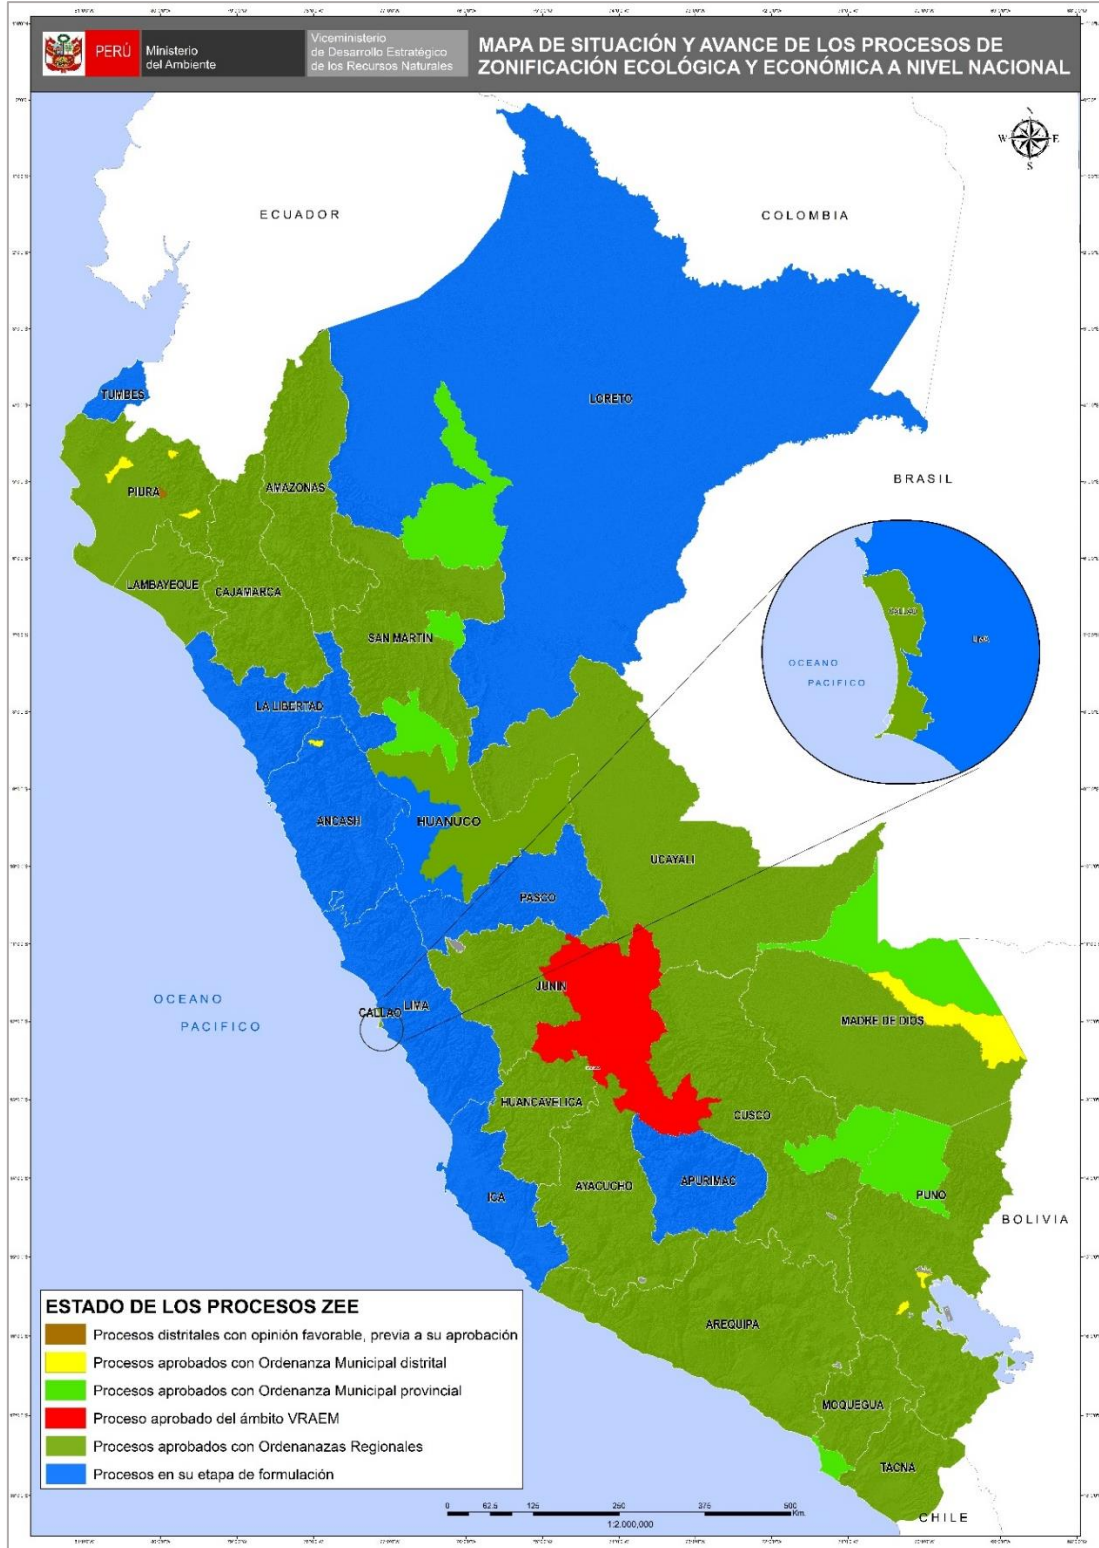 PERÚ
Ministerio
del Ambiente
Viceministerio
de Desarrollo Estratégico
de los Recursos Naturales
MAPA DE SITUACIÓN Y AVANCE DE LOS PROCESOS DE
ZONIFICACIÓN ECOLÓGICA Y ECONÓMICA A NIVEL NACIONAL
W E
S
ECUADOR
COLOMBIA
TUMBES
LORETO
BRASIL
PIURA
AMAZONAS
LAMBAYEQUE
CAJAMARCA
SAN MARTIN
CALLAO
LIMA
OCEANO
PACIFICO
LA LIBERTAD
ANCASH
HUANUCO
UCAYALI
PASCO
JUNIN
OCEANO
PACIFICO
CALLAO
LIMA
MADRE DE DIOS
HUANCAVELICA
CUSCO
ICA
AYACUCHO
APURIMAC
PUNO
BOLIVIA
AREQUIPA
MOQUEGUA
TACNA
CHILE
ESTADO DE LOS PROCESOS ZEE
Procesos distritales con opinión favorable, previa a su aprobación
Procesos aprobados con Ordenanza Municipal distrital
Procesos aprobados con Ordenanza Municipal provincial
Proceso aprobado del ámbito VRAEM
Procesos aprobados con Ordenanazas Regionales
Procesos en su etapa de formulación
0 62.5 125 250 375 500
Km.
1:2.000,000